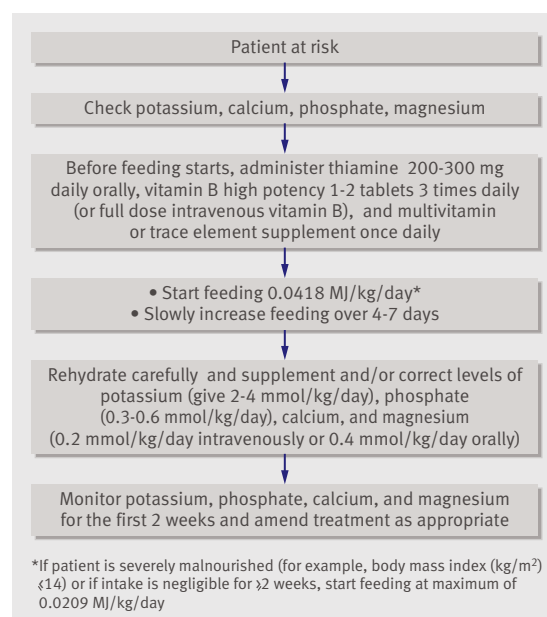 Patient at risk
Check potassium, calcium, phosphate, magnesium
Before feeding starts, administer thiamine 200-300 mg
daily orally, vitamin B high potency 1-2 tablets 3 times daily
(or full dose intravenous vitamin B), and multivitamin
or trace element supplement once daily
• Start feeding 0.0418 MJ/kg/day*
• Slowly increase feeding over 4-7 days
Rehydrate carefully and supplement and/or correct levels of
potassium (give 2-4 mmol/kg/day), phosphate
(0.3-0.6 mmol/kg/day), calcium, and magnesium
(0.2 mmol/kg/day intravenously or 0.4 mmol/kg/day orally)
Monitor potassium, phosphate, calcium, and magnesium
for the first 2 weeks and amend treatment as appropriate
*If patient is severely malnourished (for example, body mass index (kg/m²)
≤14) or if intake is negligible for ≥2 weeks, start feeding at maximum of
0.0209 MJ/kg/day